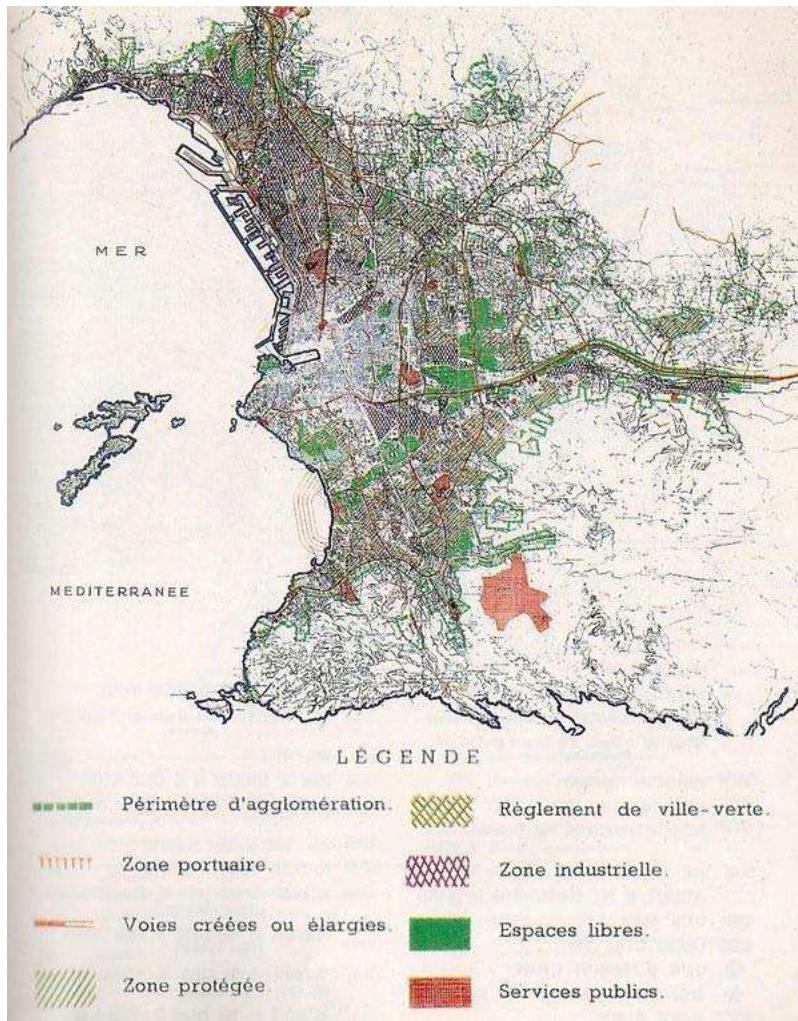 MER
MEDITERRANEE
LÉGENDE
Périmètre d'agglomération.
Zone portuaire.
Voies créées ou élargies.
Zone protégée.
Règlement de ville-verte.
Zone industrielle.
Espaces libres.
Services publics.